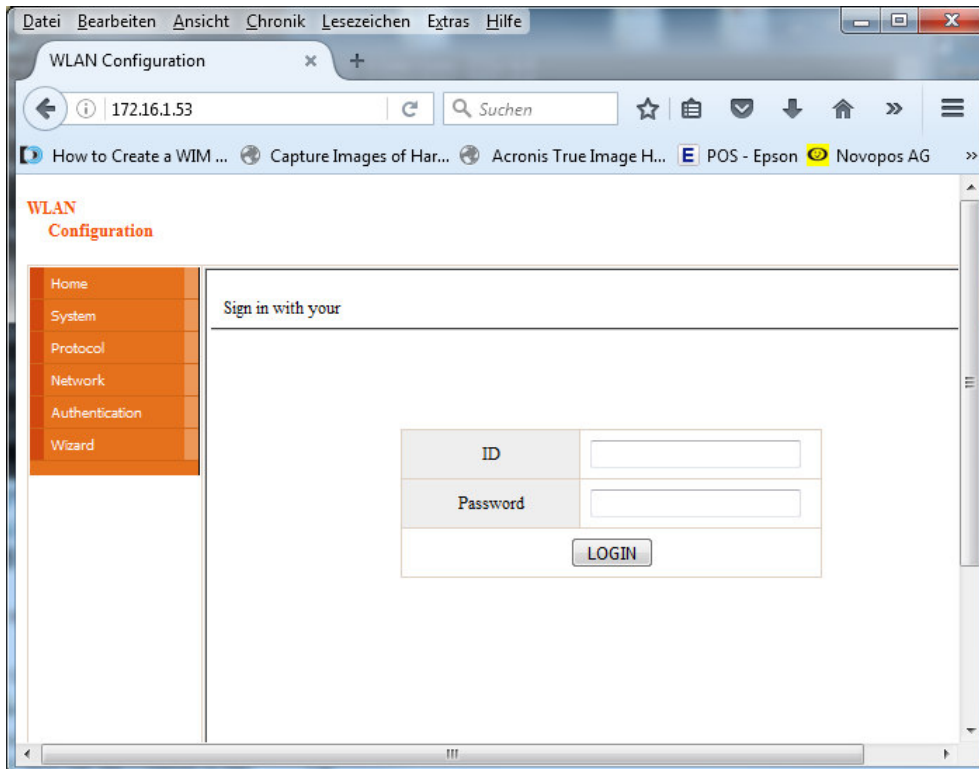 Datei Bearbeiten Ansicht Chronik Lesezeichen Extras Hilfe
WLAN Configuration
172.16.1.53
Suchen
How to Create a WIM ... Capture Images of Har... Acronis True Image H... E POS - Epson Novopos AG
WLAN
Configuration
Home
System
Protocol
Network
Authentication
Wizard
Sign in with your
ID
Password
LOGIN